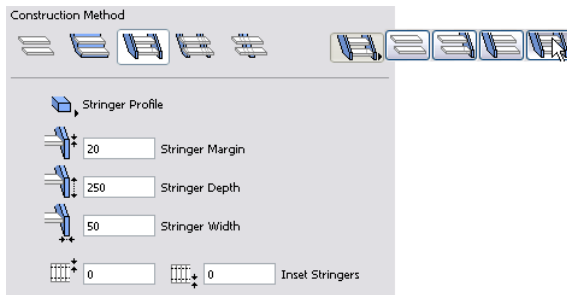 Construction Method
Stringer Profile
20 Stringer Margin
250 Stringer Depth
50 Stringer Width
0 0 Inset Stringers